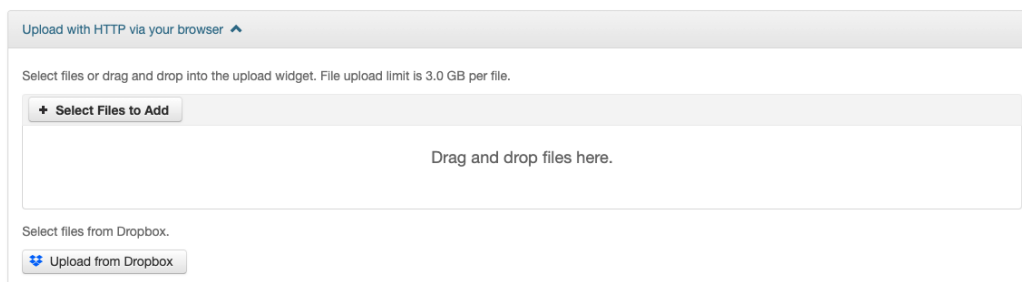 Upload with HTTP via your browser
Select files or drag and drop into the upload widget. File upload limit is 3.0 GB per file.
+ Select Files to Add
Drag and drop files here.
Select files from Dropbox.
Upload from Dropbox